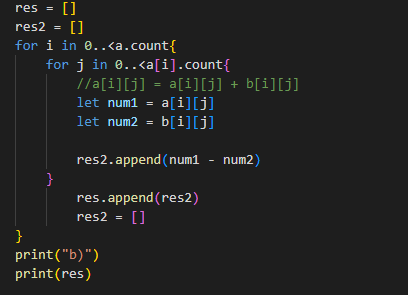 res = []
res2 = []
for i in 0..<a.count{
    for j in 0..<a[i].count{
        //a[i][j] = a[i][j] + b[i][j]
        let num1 = a[i][j]
        let num2 = b[i][j]

        res2.append(num1 - num2)
    }
        res.append(res2)
        res2 = []
}
print("b)")
print(res)